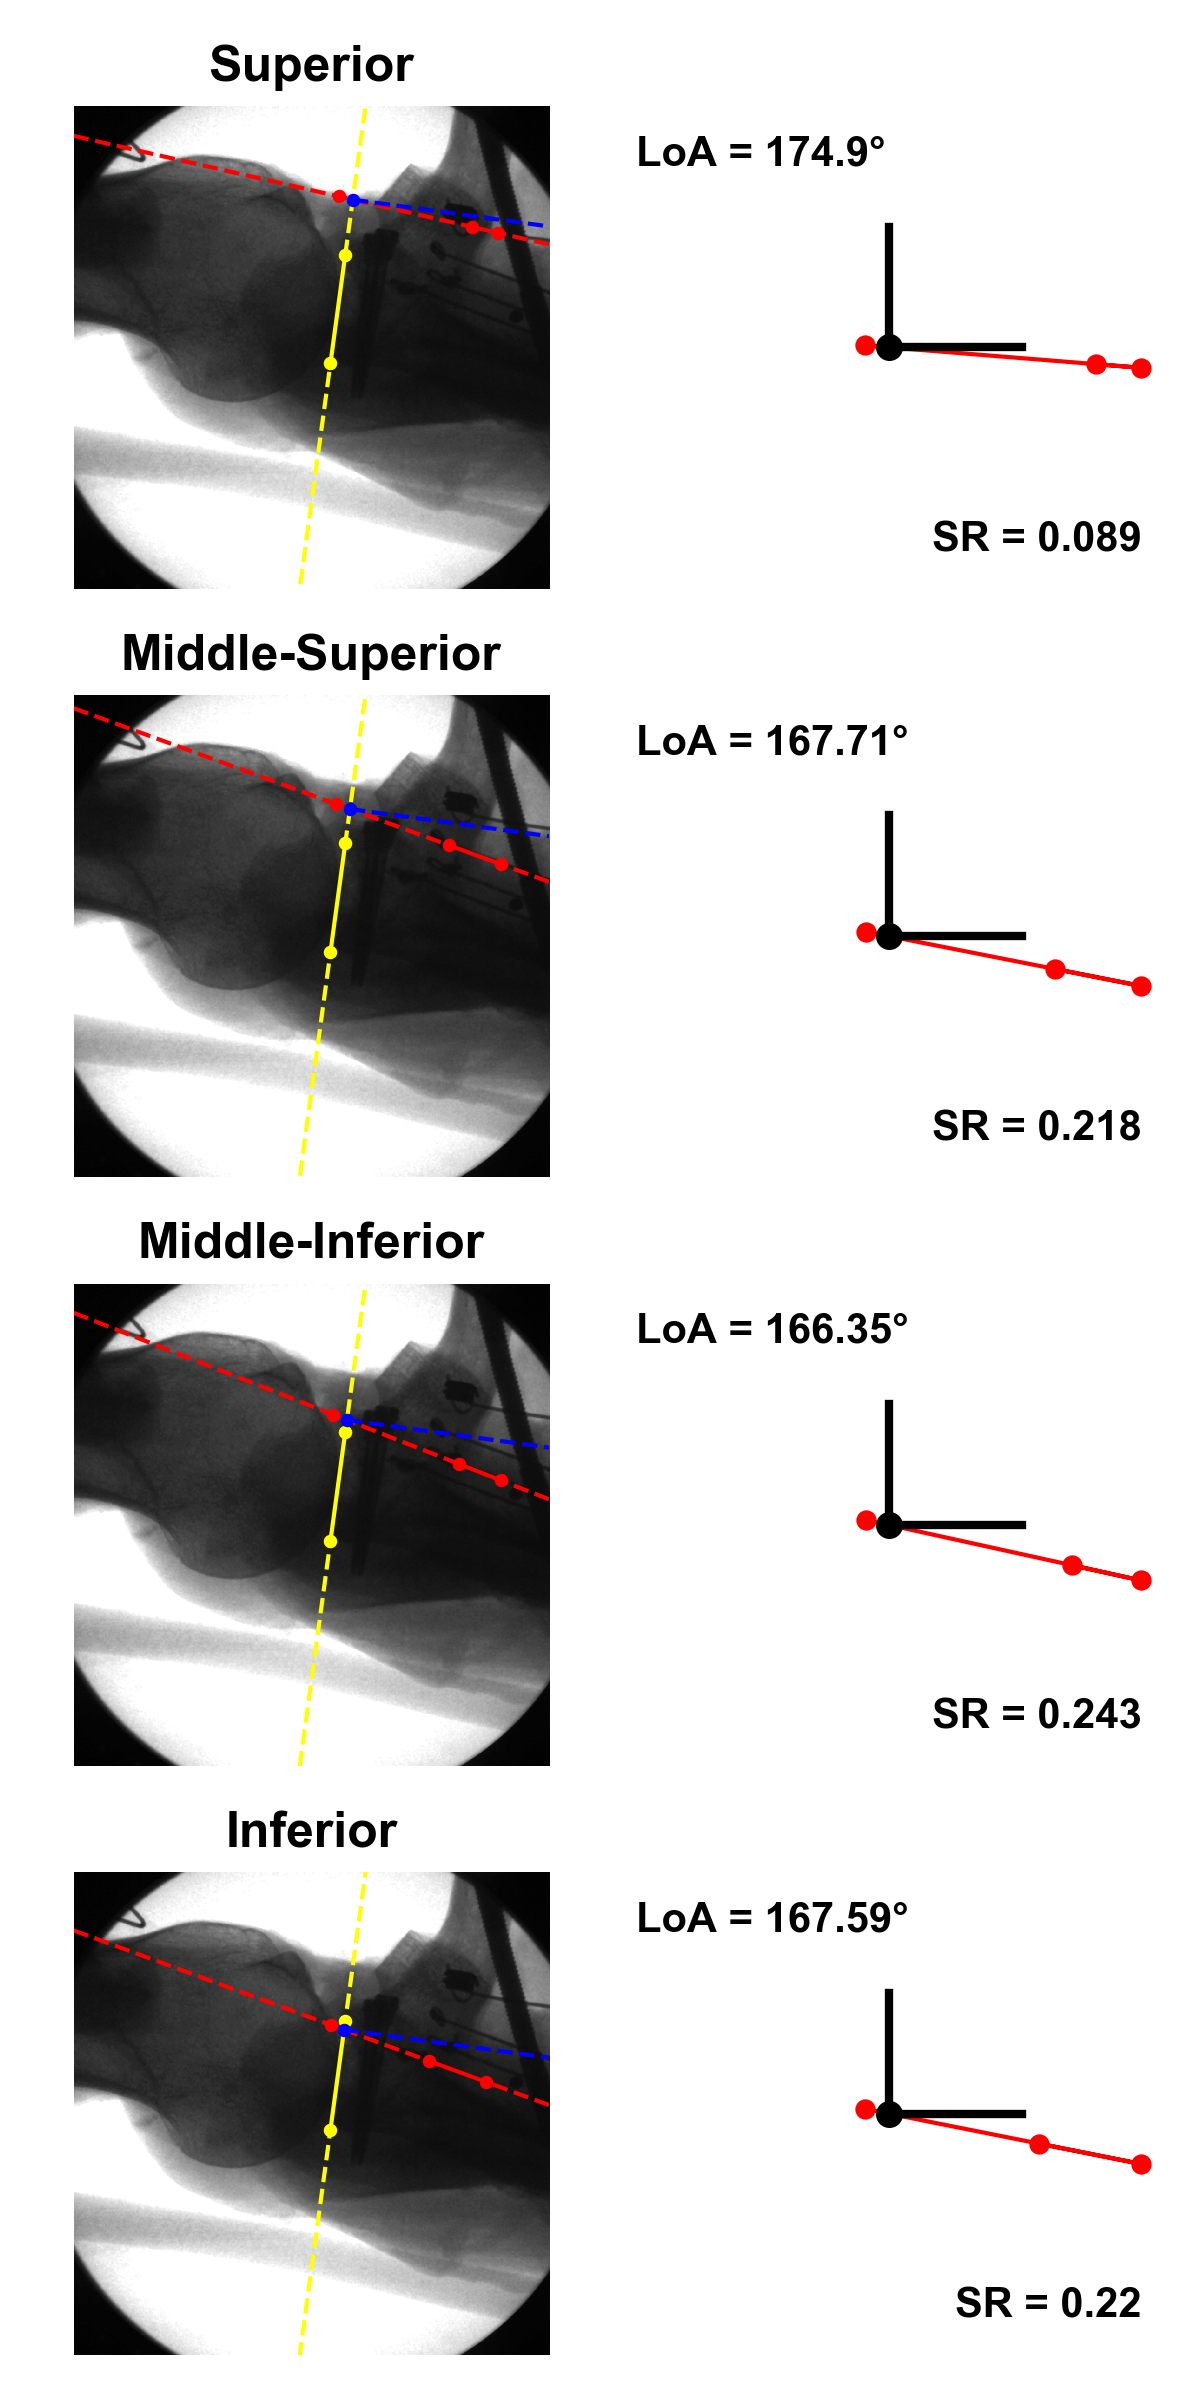 Superior
LoA = 174.9°
SR = 0.089
Middle-Superior
LoA = 167.71°
SR = 0.218
Middle-Inferior
LoA = 166.35°
SR = 0.243
Inferior
LoA = 167.59°
SR = 0.22